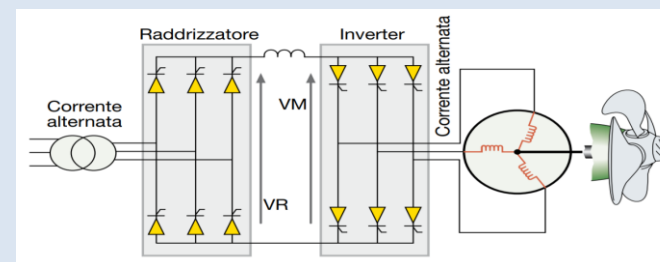 Raddrizzatore
Inverter
Corrente
alternata
VM
VR
Corrente alternata